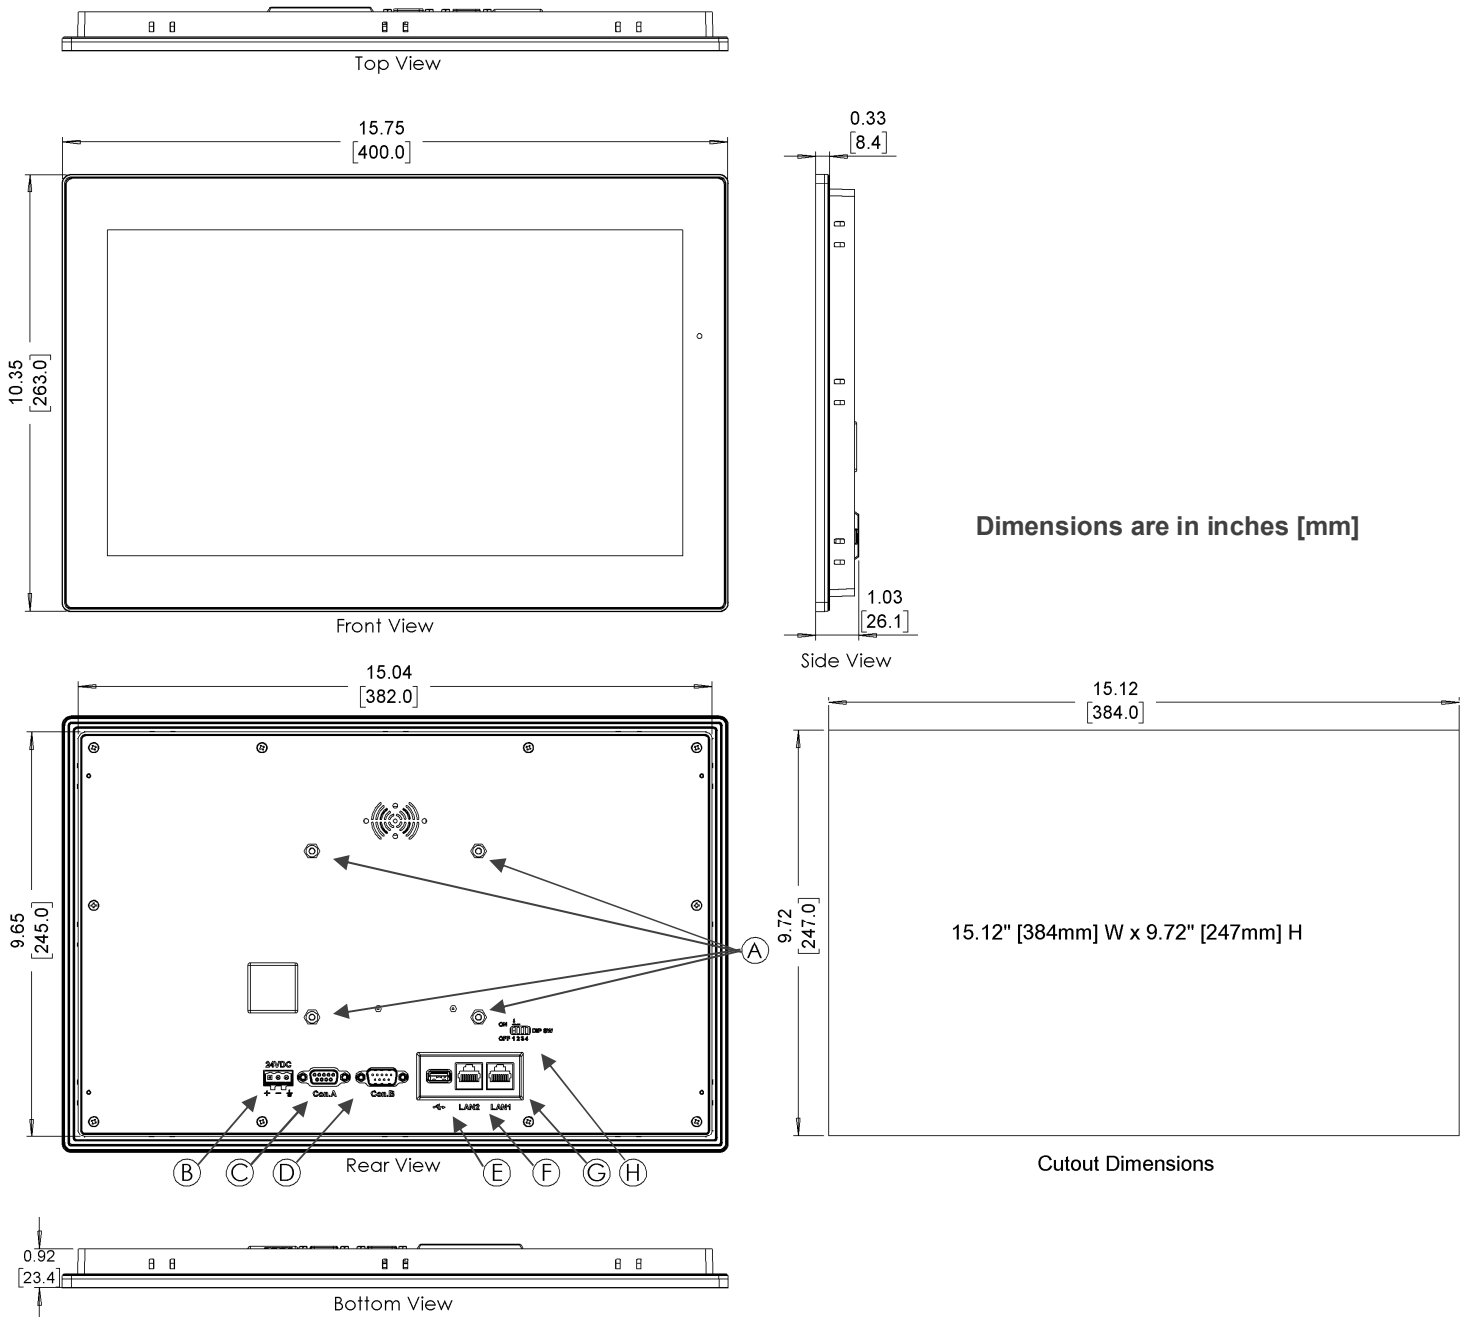 Top View
15.75
[400.0]
0.33
[8.4]
10.35
[263.0]
Dimensions are in inches [mm]
1.03
[26.1]
Front View
Side View
15.04
[382.0]
15.12
[384.0]
9.65
[245.0]
A
9.72
[247.0]
15.12" [384mm] W x 9.72" [247mm] H
ON
DIP SW
OFF 1 2 3 4
24VDC
+ −
Con.A
Con.B
LAN2
LAN1
Rear View
B
C
D
E
F
G
H
Cutout Dimensions
0.92
[23.4]
Bottom View